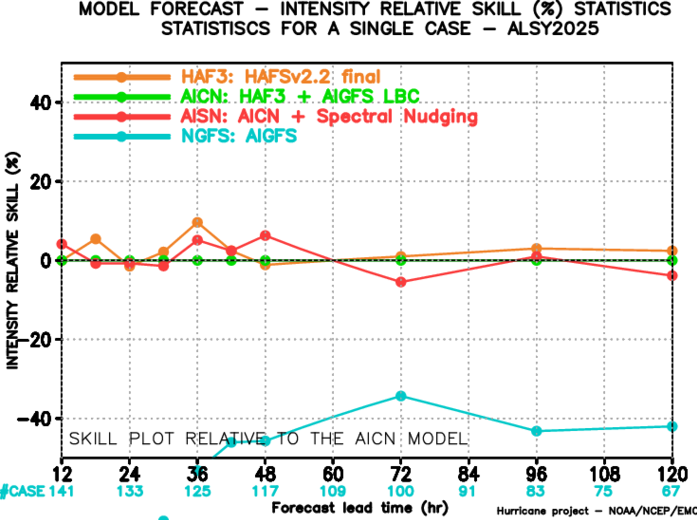 MODEL FORECAST – INTENSITY RELATIVE SKILL (%) STATISTICS
STATISTISCS FOR A SINGLE CASE – ALSY2025
HAF3: HAFSv2.2 final
AICN: HAF3 + AIGFS LBC
AISN: AICN + Spectral Nudging
NGFS: AIGFS
INTENSITY RELATIVE SKILL (%)
40
20
0
−20
−40
SKILL PLOT RELATIVE TO THE AICN MODEL
12 24 36 48 60 72 84 96 108 120
#CASE 141 133 125 117 109 100 91 83 75 67
Forecast lead time (hr)
Hurricane project – NOAA/NCEP/EMC